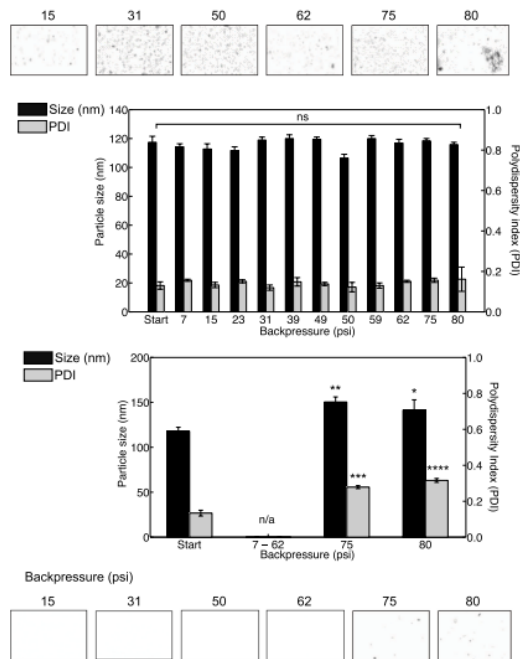 15 31 50 62 75 80
Size (nm)
PDI
ns
140
120
100
80
60
40
20
0
Particle size (nm)
1.0
0.8
0.6
0.4
0.2
0.0
Polydispersity index (PDI)
Start 7 15 23 31 39 49 50 59 62 75 80
Backpressure (psi)
Size (nm)
PDI
200
150
100
50
0
Particle size (nm)
** *
*** ****
n/a
1.0
0.8
0.6
0.4
0.2
0.0
Polydispersity Index (PDI)
Start 7 – 62 75 80
Backpressure (psi)
Backpressure (psi)
15 31 50 62 75 80